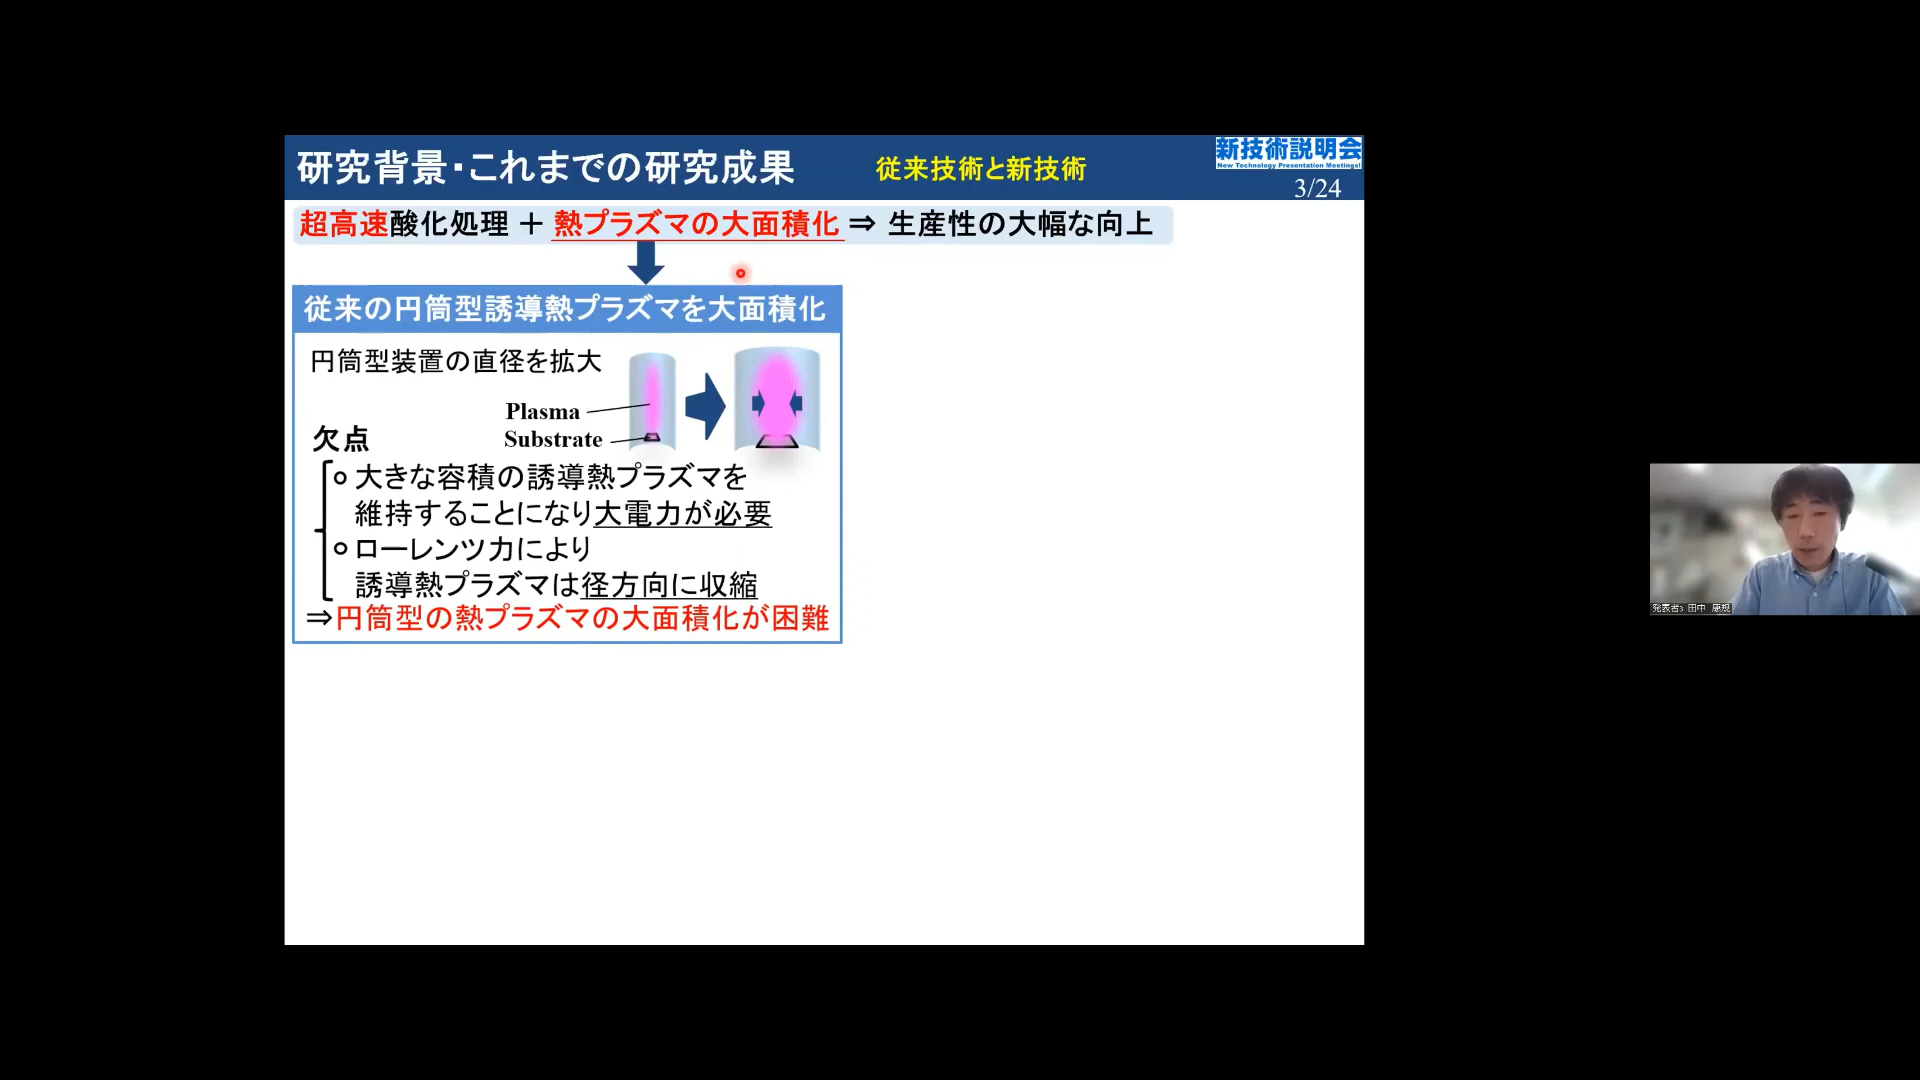 研究背景・これまでの研究成果
従来技術と新技術
新技術説明会
New Technology Presentation Meetings!
3/24
超高速酸化処理 + 熱プラズマの大面積化 ⇒ 生産性の大幅な向上
従来の円筒型誘導熱プラズマを大面積化
円筒型装置の直径を拡大
Plasma
Substrate
欠点
大きな容積の誘導熱プラズマを
維持することになり大電力が必要
ローレンツ力により
誘導熱プラズマは径方向に収縮
⇒円筒型の熱プラズマの大面積化が困難
発表者3 田中 康規